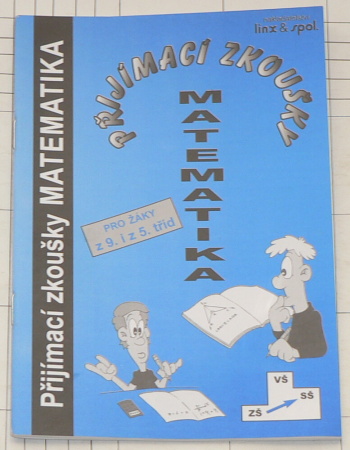 linx & spol.
PŘIJÍMACÍ ZKOUŠKY
MATEMATIKA
Přijímací zkoušky MATEMATIKA
PRO ŽÁKY
z 9. i z 5. tříd
VŠ
ZŠ
SŠ